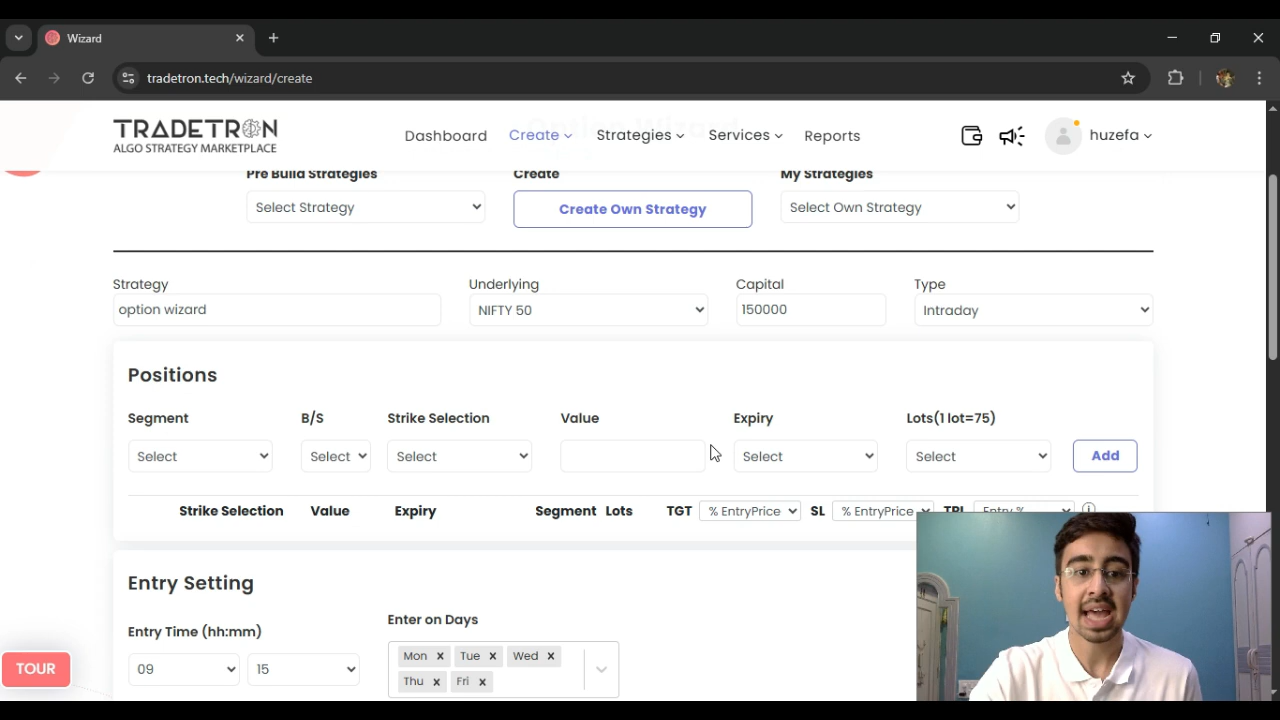 Wizard
tradetron.tech/wizard/create
TRADETRON
ALGO STRATEGY MARKETPLACE
Dashboard Create Strategies Services Reports huzefa
Pre Build Strategies Create My Strategies
Select Strategy Create Own Strategy Select Own Strategy
Strategy Underlying Capital Type
option wizard NIFTY 50 150000 Intraday
Positions
Segment B/S Strike Selection Value Expiry Lots(1 lot=75)
Select Select Select Select Select Add
Strike Selection Value Expiry Segment Lots TGT % EntryPrice SL % EntryPrice TPL Entry %
Entry Setting
Entry Time (hh:mm) Enter on Days
09 15 Mon Tue Wed
Thu Fri
TOUR